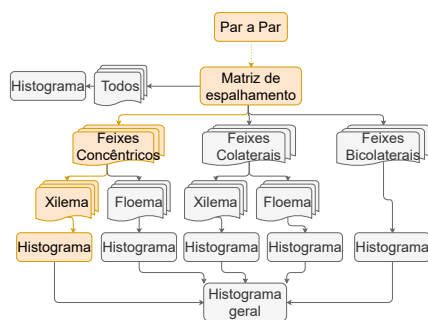 Par a Par
Histograma
Todos
Matriz de
espalhamento
Feixes
Concêntricos
Feixes
Colaterais
Feixes
Bicolaterais
Xilema
Floema
Xilema
Floema
Histograma
Histograma
Histograma
Histograma
Histograma
Histograma
geral